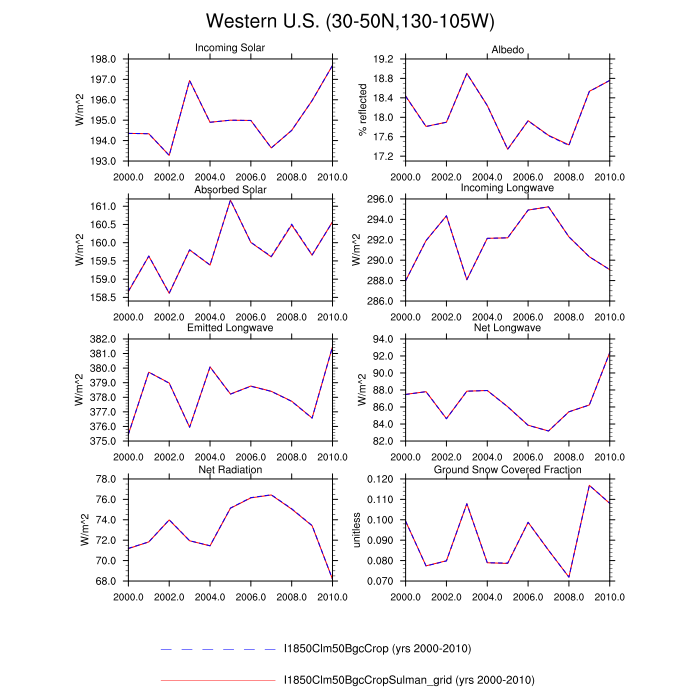 Western U.S. (30-50N,130-105W)
Incoming Solar
W/m^2
198.0
197.0
196.0
195.0
194.0
193.0
2000.0 2002.0 2004.0 2006.0 2008.0 2010.0
Albedo
% reflected
19.2
18.8
18.4
18.0
17.6
17.2
2000.0 2002.0 2004.0 2006.0 2008.0 2010.0
Absorbed Solar
W/m^2
161.0
160.5
160.0
159.5
159.0
158.5
2000.0 2002.0 2004.0 2006.0 2008.0 2010.0
Incoming Longwave
W/m^2
296.0
294.0
292.0
290.0
288.0
286.0
2000.0 2002.0 2004.0 2006.0 2008.0 2010.0
Emitted Longwave
W/m^2
382.0
381.0
380.0
379.0
378.0
377.0
376.0
375.0
2000.0 2002.0 2004.0 2006.0 2008.0 2010.0
Net Longwave
W/m^2
94.0
92.0
90.0
88.0
86.0
84.0
82.0
2000.0 2002.0 2004.0 2006.0 2008.0 2010.0
Net Radiation
W/m^2
78.0
76.0
74.0
72.0
70.0
68.0
2000.0 2002.0 2004.0 2006.0 2008.0 2010.0
Ground Snow Covered Fraction
unitless
0.120
0.110
0.100
0.090
0.080
0.070
2000.0 2002.0 2004.0 2006.0 2008.0 2010.0
I1850Clm50BgcCrop (yrs 2000-2010)
I1850Clm50BgcCropSulman_grid (yrs 2000-2010)